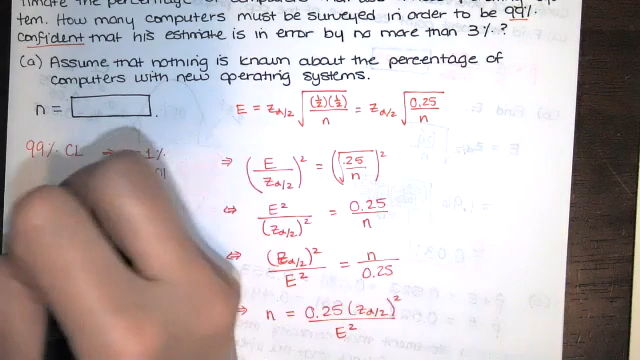 the percentage of computers that use a new operating sys-
tem. How many computers must be surveyed in order to be 99%
confident that his estimate is in error by no more than 3%?
(a) Assume that nothing is known about the percentage of
computers with new operating systems.
n = .
E = Zα/2 √((½)(½)/n) = Zα/2 √(0.25/n)
99% CL ⇒ 1%
⇒ (E/Zα/2)² = (√(.25/n))²
⇔ E²/(Zα/2)² = 0.25/n
⇔ (Zα/2)²/E² = n/0.25
⇒ n = 0.25(Zα/2)²/E²